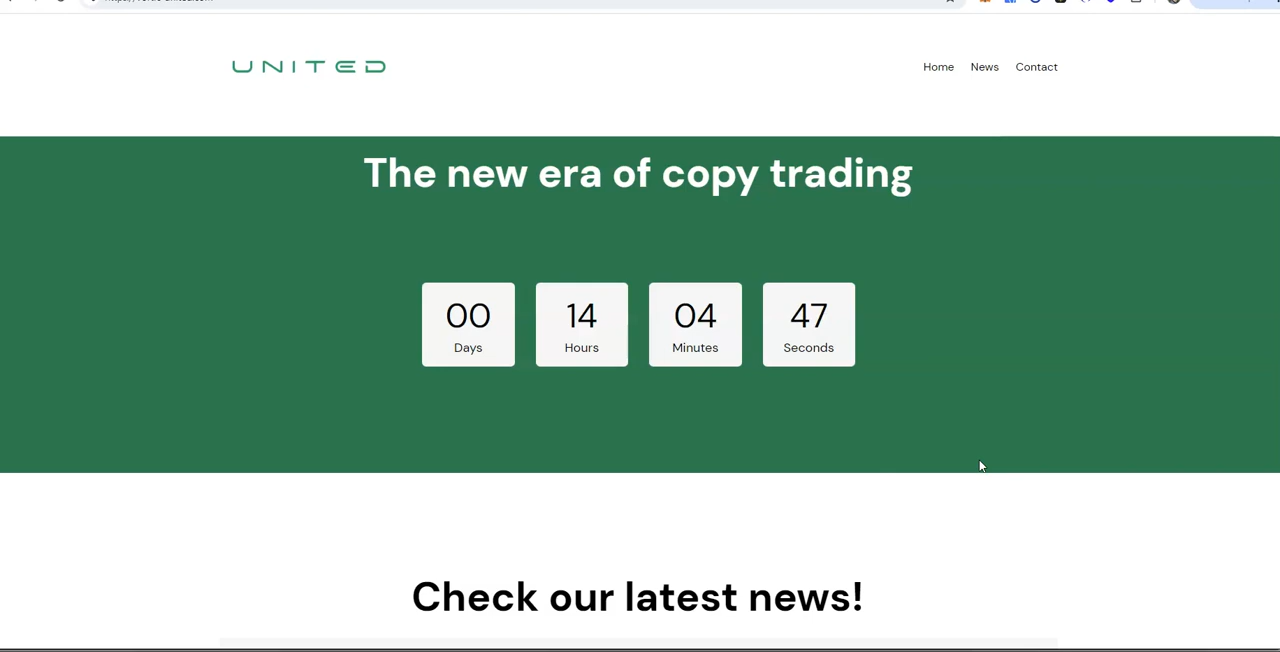 UNITED
Home News Contact
The new era of copy trading
00 14 04 47
Days Hours Minutes Seconds
Check our latest news!